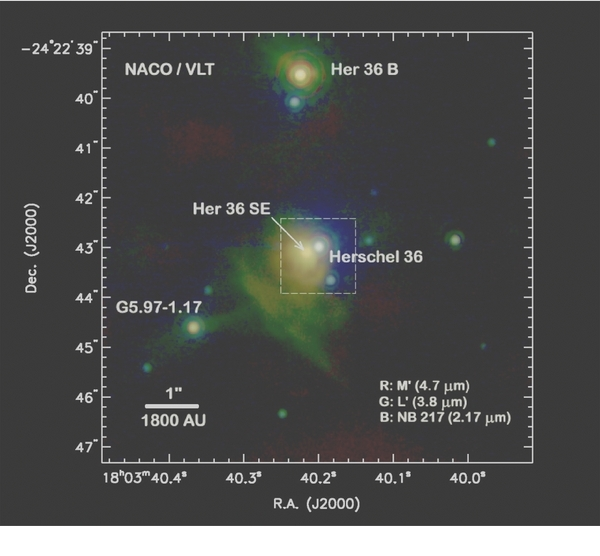 −24°22′39″
NACO / VLT
Her 36 B
40″
41″
42″
Her 36 SE
43″
Herschel 36
44″
G5.97-1.17
45″
1"
1800 AU
46″
R: M' (4.7 μm)
G: L' (3.8 μm)
B: NB 217 (2.17 μm)
47″
Dec. (J2000)
18ʰ03ᵐ40.4ˢ 40.3ˢ 40.2ˢ 40.1ˢ 40.0ˢ
R.A. (J2000)